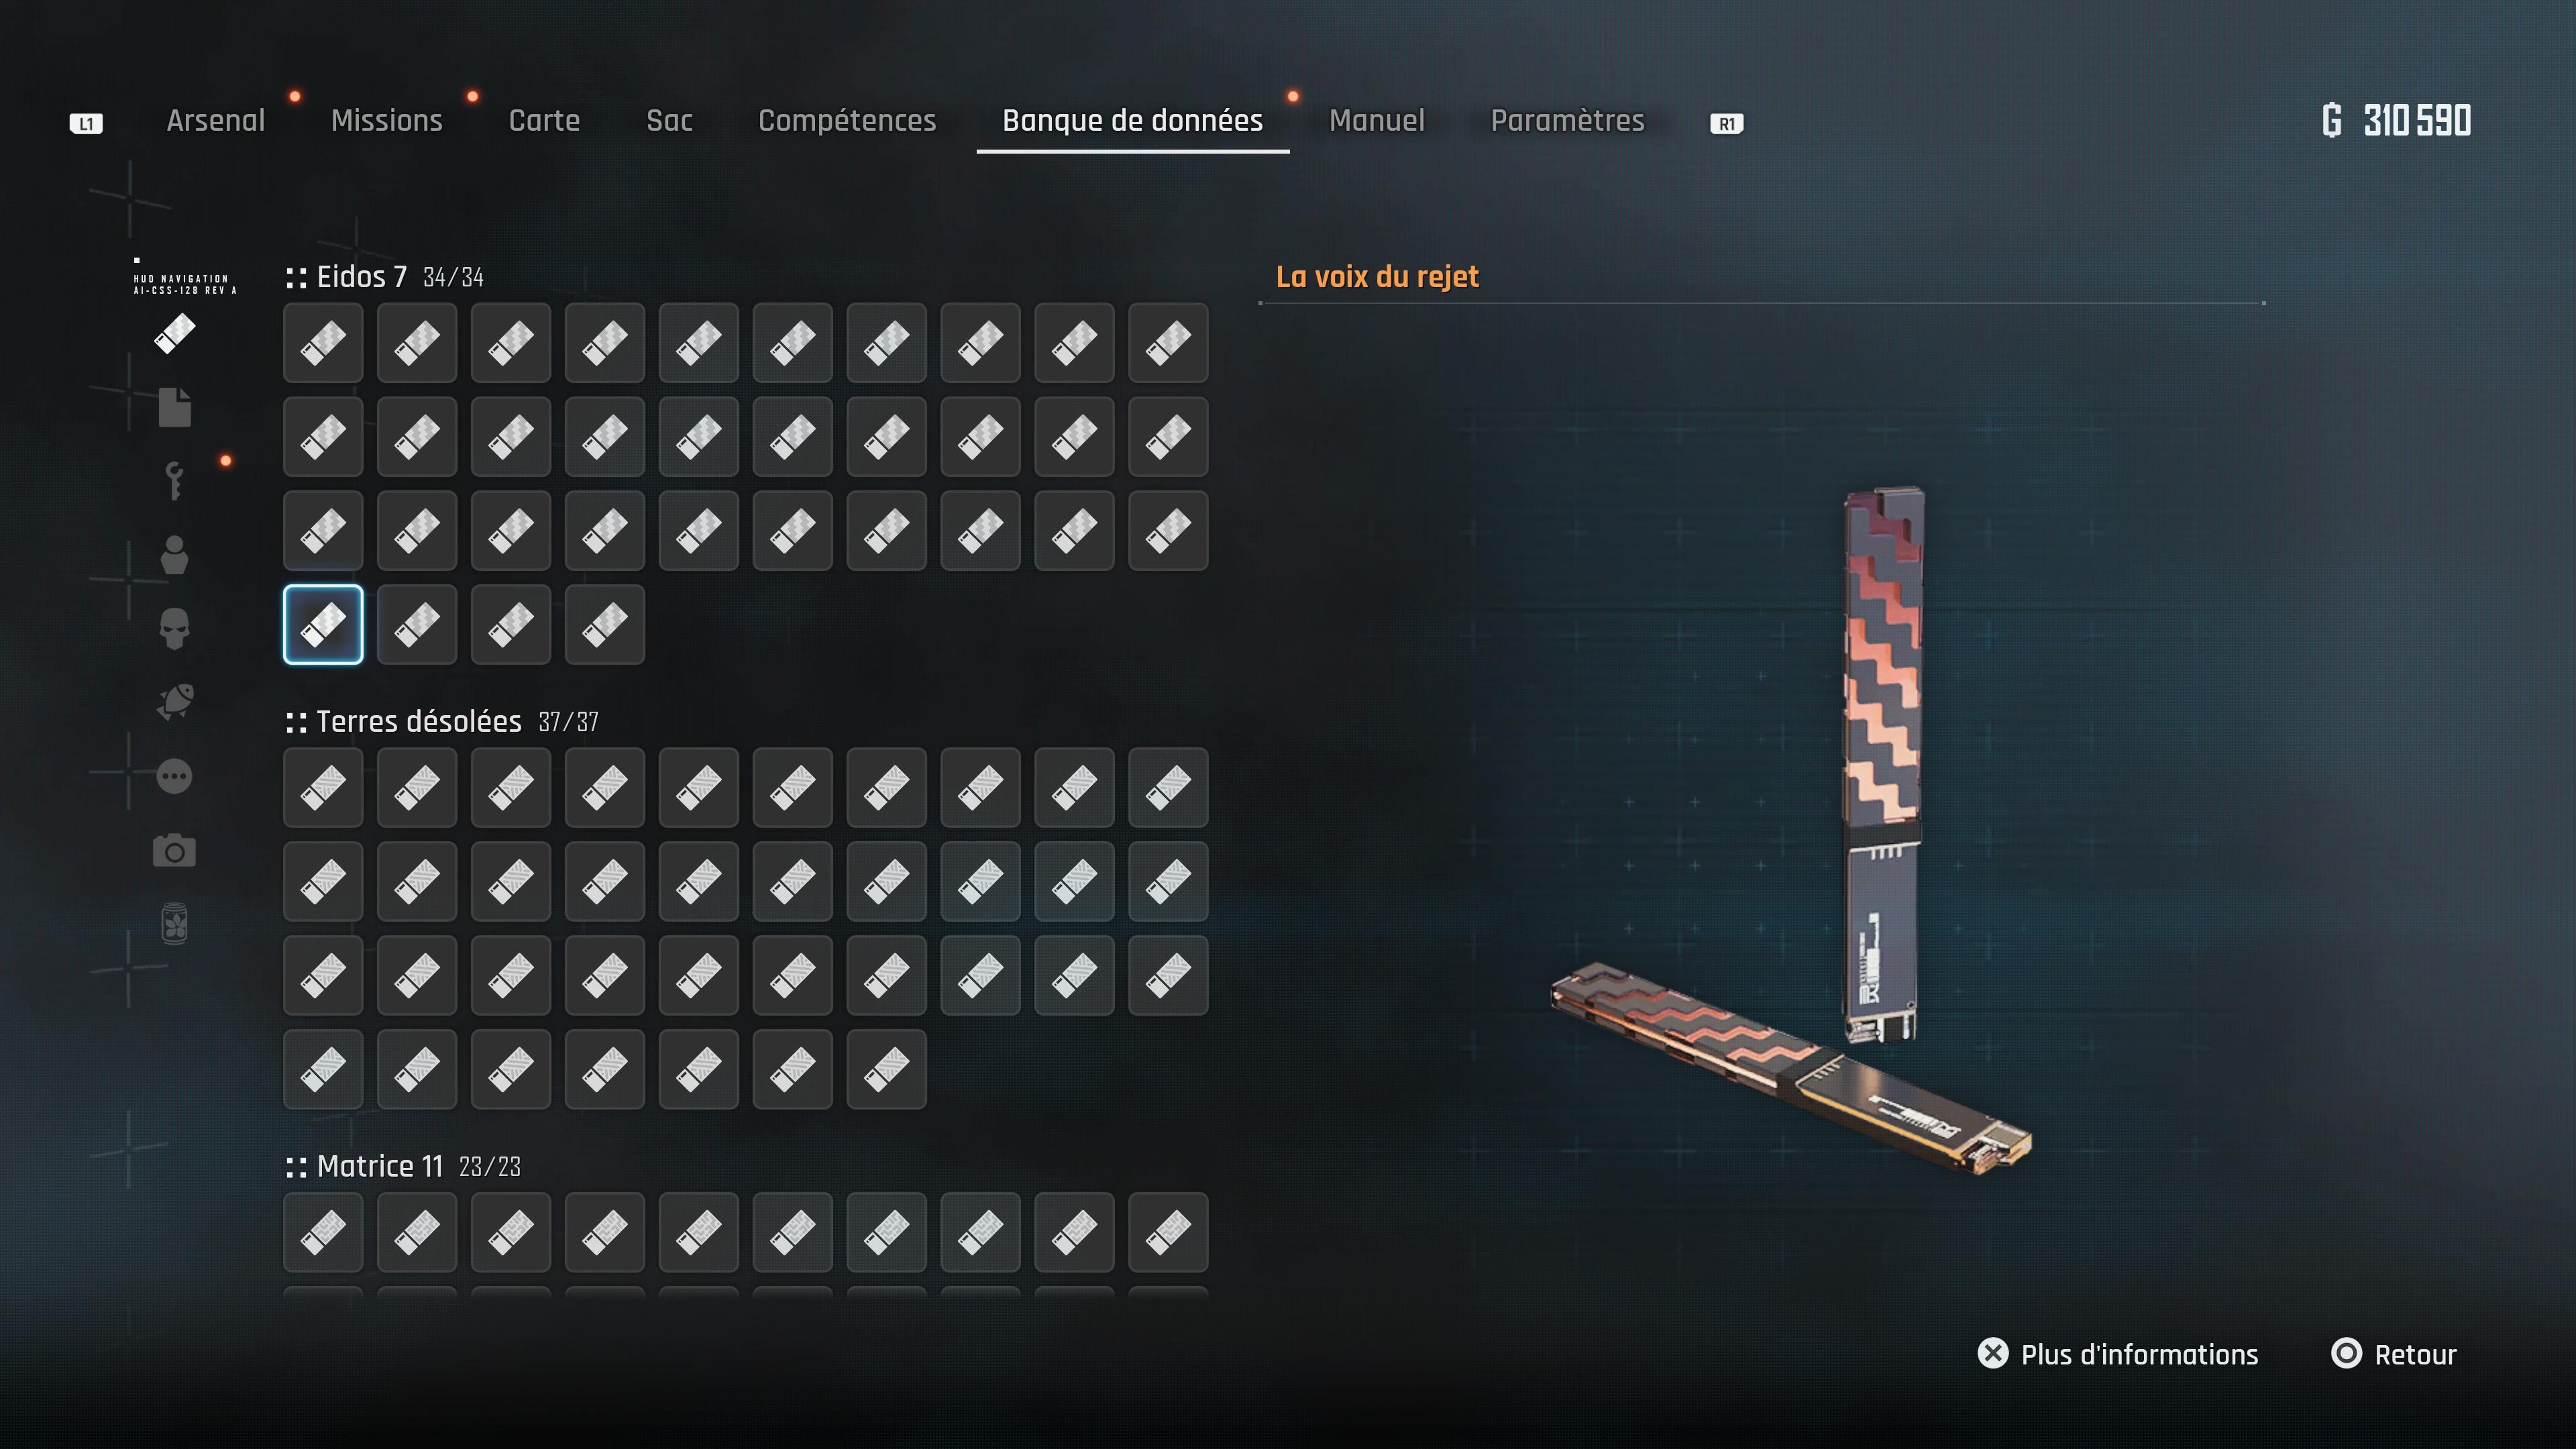 L1 Arsenal Missions Carte Sac Compétences Banque de données Manuel Paramètres R1 G 310 590
HUD NAVIGATION
AI-CSS-128 REV A
Eidos 7 34/34
La voix du rejet
Terres désolées 37/37
Matrice 11 23/23
Plus d'informations Retour